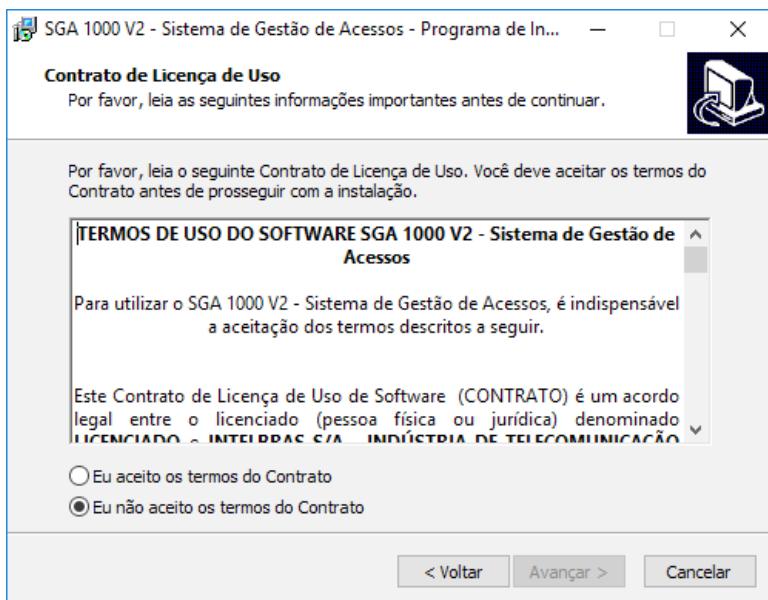 SGA 1000 V2 - Sistema de Gestão de Acessos - Programa de In...
Contrato de Licença de Uso
Por favor, leia as seguintes informações importantes antes de continuar.
Por favor, leia o seguinte Contrato de Licença de Uso. Você deve aceitar os termos do
Contrato antes de prosseguir com a instalação.
TERMOS DE USO DO SOFTWARE SGA 1000 V2 - Sistema de Gestão de
Acessos
Para utilizar o SGA 1000 V2 - Sistema de Gestão de Acessos, é indispensável
a aceitação dos termos descritos a seguir.
Este Contrato de Licença de Uso de Software (CONTRATO) é um acordo
legal entre o licenciado (pessoa física ou jurídica) denominado
LICENCIADO e INTELBRAS S/A INDÚSTRIA DE TELECOMUNICAÇÃO
Eu aceito os termos do Contrato
Eu não aceito os termos do Contrato
< Voltar
Avançar >
Cancelar